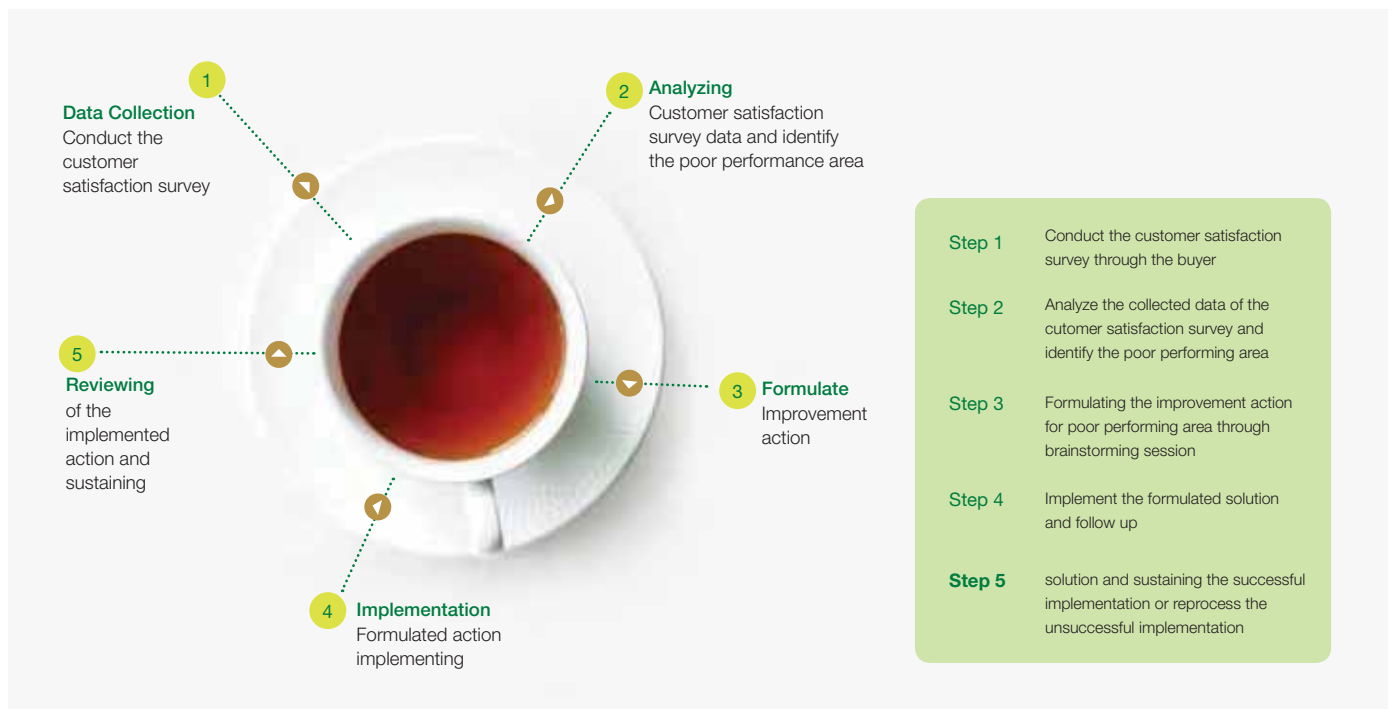 1
Data Collection
Conduct the
customer
satisfaction survey
2
Analyzing
Customer satisfaction
survey data and identify
the poor performance area
3
Formulate
Improvement
action
4
Implementation
Formulated action
implementing
5
Reviewing
of the
implemented
action and
sustaining
Step 1
Conduct the customer satisfaction
survey through the buyer
Step 2
Analyze the collected data of the
cutomer satisfaction survey and
identify the poor performing area
Step 3
Formulating the improvement action
for poor performing area through
brainstorming session
Step 4
Implement the formulated solution
and follow up
Step 5
solution and sustaining the successful
implementation or reprocess the
unsuccessful implementation